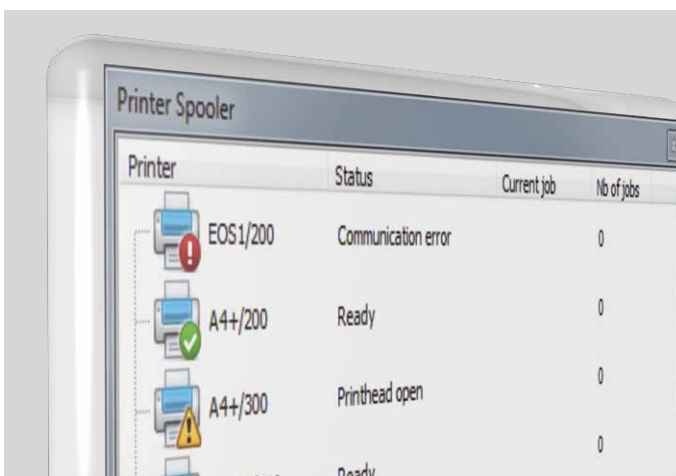 Printer Spooler
Printer Status Current job Nb of jobs
EOS1/200 Communication error 0
A4+/200 Ready 0
A4+/300 Printhead open 0
Ready 0